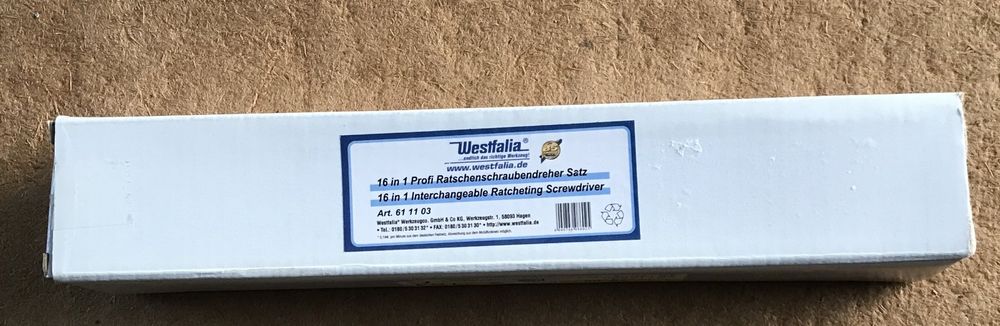 Westfalia®
...endlich das richtige Werkzeug!
www.westfalia.de
85
16 in 1 Profi Ratschenschraubendreher Satz
16 in 1 Interchangeable Ratcheting Screwdriver
Art. 61 11 03
Westfalia® Werkzeugco. GmbH & Co KG, Werkzeugstr. 1, 58093 Hagen
• Tel.: 0180/5 30 31 32* • FAX: 0180/5 30 31 30* • http://www.westfalia.de